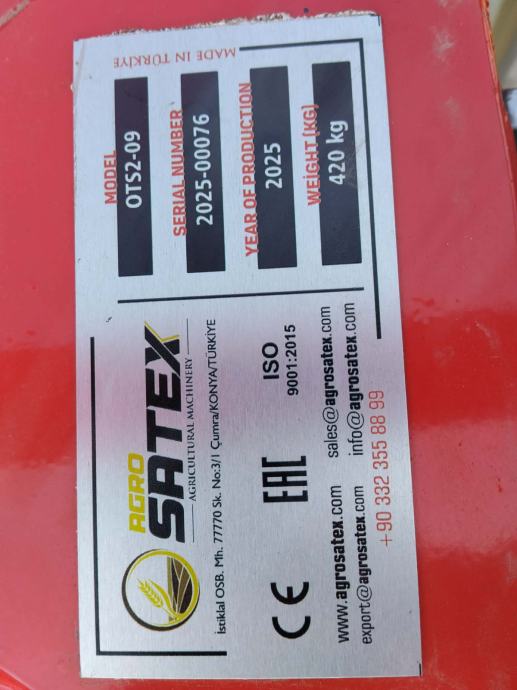 AGRO
SATEX
AGRICULTURAL MACHINERY
İstiklal OSB. Mh. 77770 Sk. No:3/1 Çumra/KONYA/TÜRKİYE
CE EAC ISO
9001:2015
www.agrosatex.com sales@agrosatex.com
export@agrosatex.com info@agrosatex.com
+90 332 355 88 99
MADE IN TÜRKİYE
MODEL
OTS2-09
SERIAL NUMBER
2025-00076
YEAR OF PRODUCTION
2025
WEİGHT(KG)
420 kg